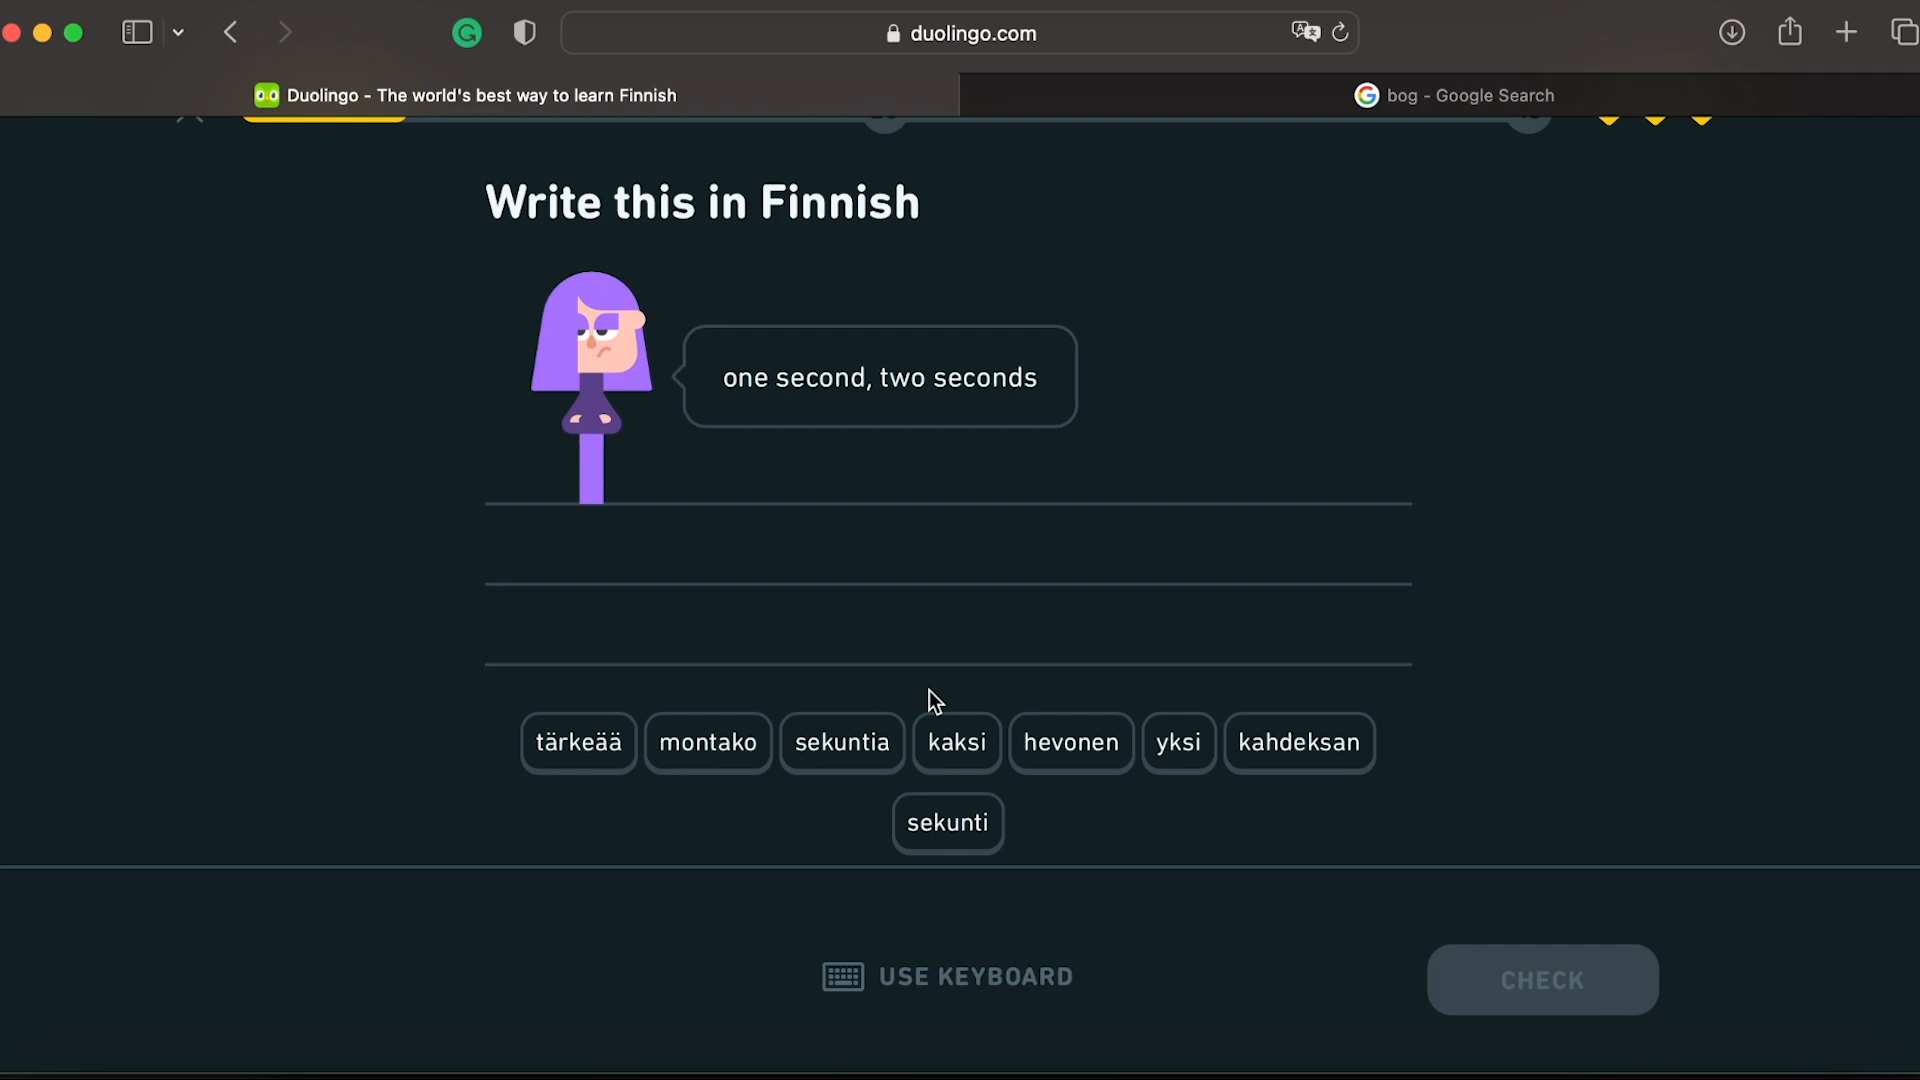 duolingo.com
Duolingo - The world's best way to learn Finnish
bog - Google Search
Write this in Finnish
one second, two seconds
tärkeää montako sekuntia kaksi hevonen yksi kahdeksan
sekunti
USE KEYBOARD
CHECK